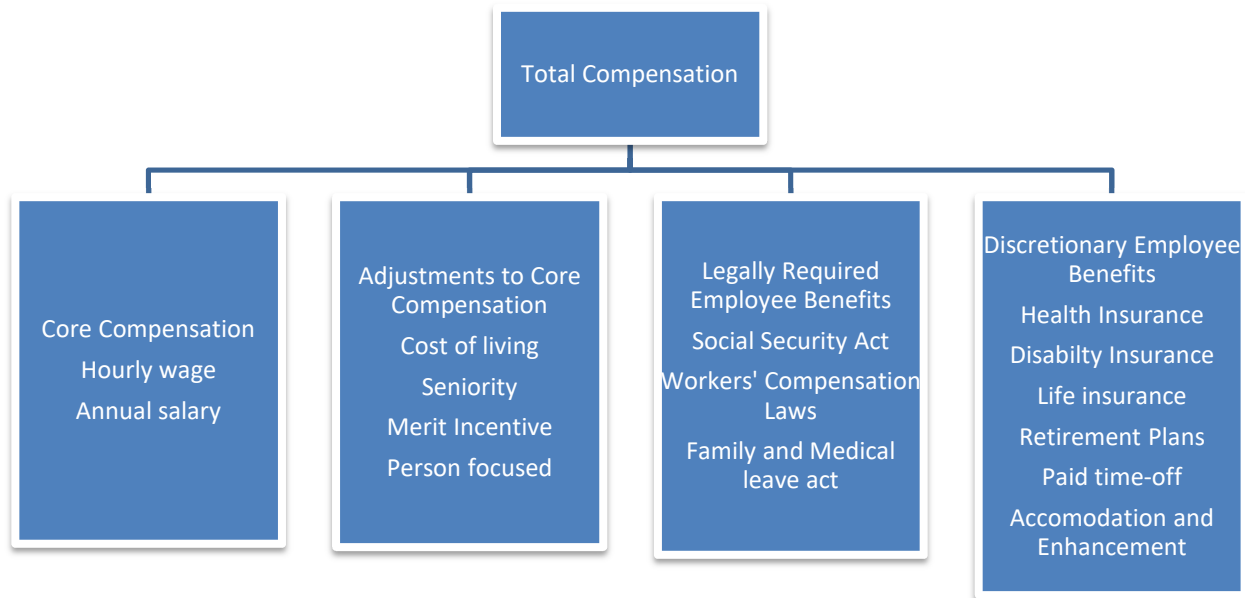 Total Compensation
Core Compensation
Hourly wage
Annual salary
Adjustments to Core
Compensation
Cost of living
Seniority
Merit Incentive
Person focused
Legally Required
Employee Benefits
Social Security Act
Workers' Compensation
Laws
Family and Medical
leave act
Discretionary Employee
Benefits
Health Insurance
Disabilty Insurance
Life insurance
Retirement Plans
Paid time-off
Accomodation and
Enhancement